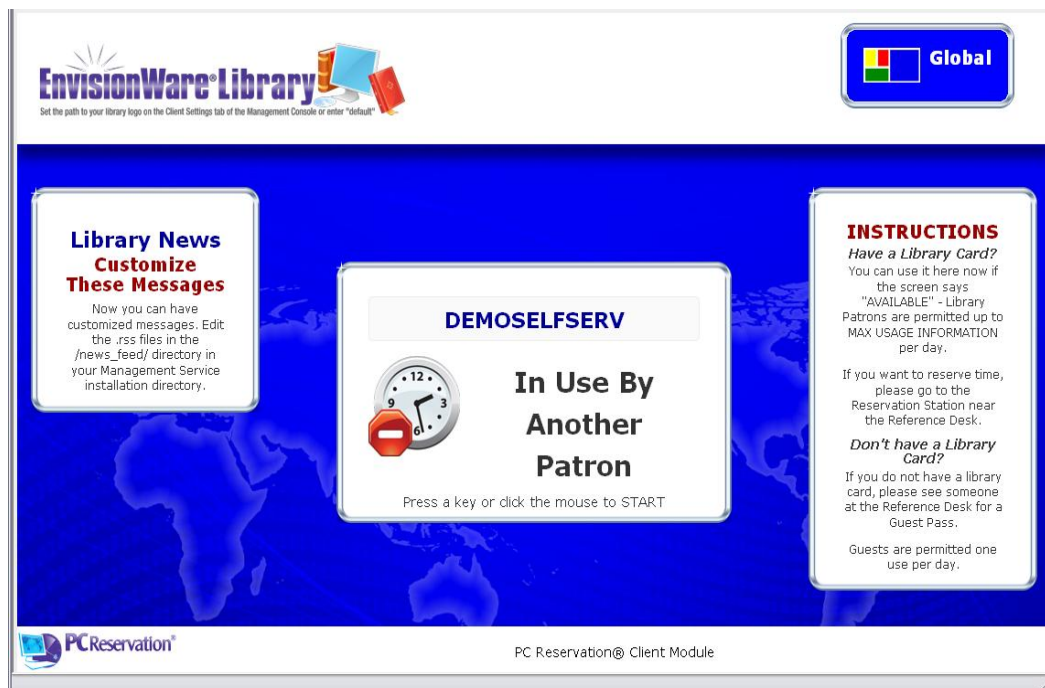 EnvisionWare® Library
Set the path to your library logo on the Client Settings tab of the Management Console or enter "default"
Global
Library News
Customize
These Messages
Now you can have
customized messages. Edit
the .rss files in the
/news_feed/ directory in
your Management Service
installation directory.
DEMOSELFSERV
12
9
3
6
In Use By
Another
Patron
Press a key or click the mouse to START
INSTRUCTIONS
Have a Library Card?
You can use it here now if
the screen says
"AVAILABLE" - Library
Patrons are permitted up to
MAX USAGE INFORMATION
per day.
If you want to reserve time,
please go to the
Reservation Station near
the Reference Desk.
Don't have a Library
Card?
If you do not have a library
card, please see someone
at the Reference Desk for a
Guest Pass.
Guests are permitted one
use per day.
PC Reservation®
PC Reservation® Client Module